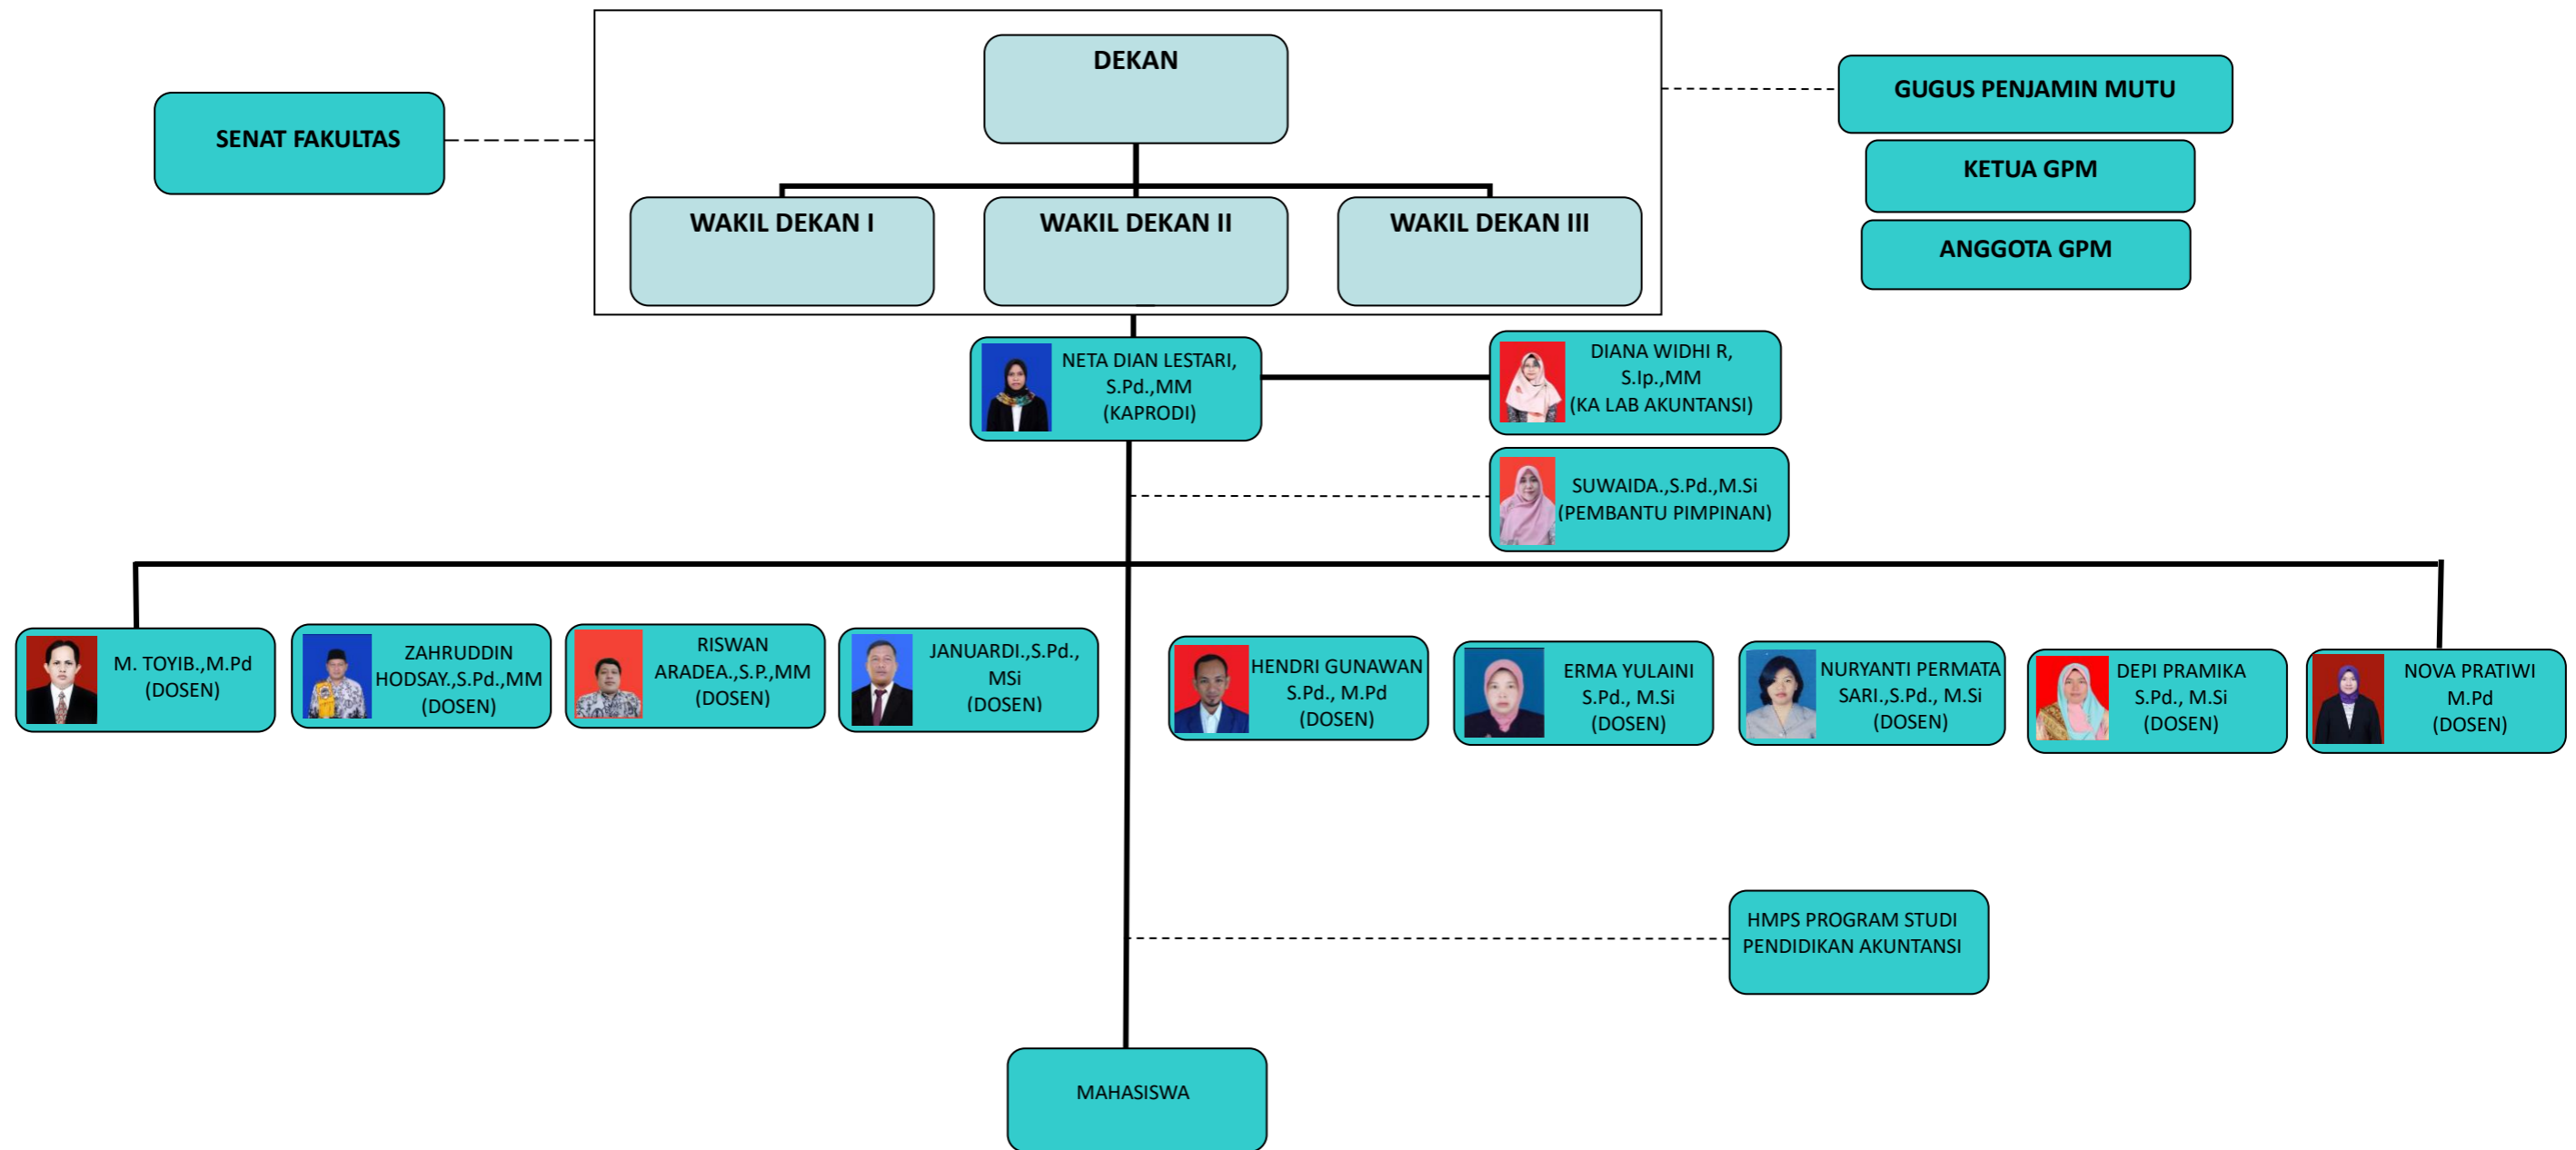 DEKAN
GUGUS PENJAMIN MUTU
SENAT FAKULTAS
KETUA GPM
WAKIL DEKAN I
WAKIL DEKAN II
WAKIL DEKAN III
ANGGOTA GPM
NETA DIAN LESTARI,
S.Pd.,MM
(KAPRODI)
DIANA WIDHI R,
S.Ip.,MM
(KA LAB AKUNTANSI)
SUWAIDA.,S.Pd.,M.Si
(PEMBANTU PIMPINAN)
M. TOYIB.,M.Pd
(DOSEN)
ZAHRUDDIN
HODSAY.,S.Pd.,MM
(DOSEN)
RISWAN
ARADEA.,S.P.,MM
(DOSEN)
JANUARDI.,S.Pd.,
MSi
(DOSEN)
HENDRI GUNAWAN
S.Pd., M.Pd
(DOSEN)
ERMA YULAINI
S.Pd., M.Si
(DOSEN)
NURYANTI PERMATA
SARI.,S.Pd., M.Si
(DOSEN)
DEPI PRAMIKA
S.Pd., M.Si
(DOSEN)
NOVA PRATIWI
M.Pd
(DOSEN)
HMPS PROGRAM STUDI
PENDIDIKAN AKUNTANSI
MAHASISWA